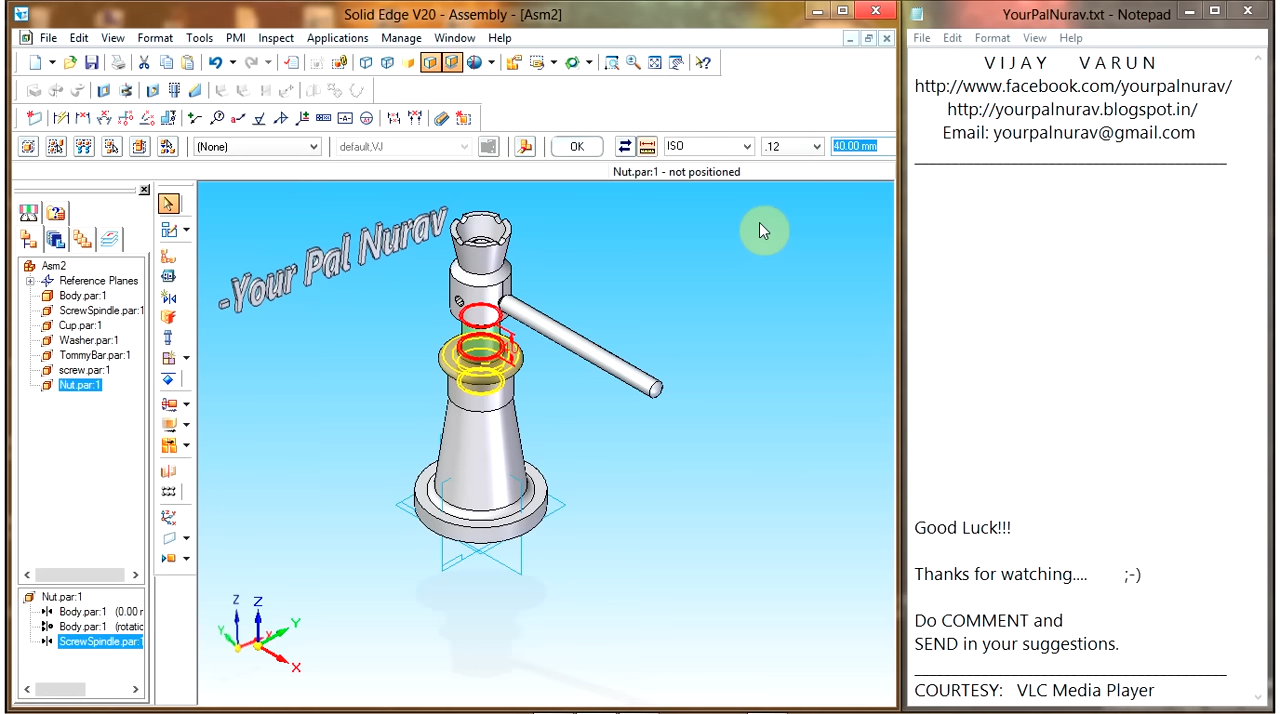 Solid Edge V20 - Assembly - [Asm2]
File Edit View Format Tools PMI Inspect Applications Manage Window Help
(None)
default,VJ
OK
ISO
.12
40.00 mm
Nut.par:1 - not positioned
Asm2
Reference Planes
Body.par:1
ScrewSpindle.par:1
Cup.par:1
Washer.par:1
TommyBar.par:1
screw.par:1
Nut.par:1
Nut.par:1
Body.par:1 (0.00 r
Body.par:1 (rotatic
ScrewSpindle.par:1
-Your Pal Nurav
Z Z
Y X Y
X
YourPalNurav.txt - Notepad
File Edit Format View Help
V I J A Y V A R U N
http://www.facebook.com/yourpalnurav/
http://yourpalnurav.blogspot.in/
Email: yourpalnurav@gmail.com
Good Luck!!!
Thanks for watching.... ;-)
Do COMMENT and
SEND in your suggestions.
COURTESY: VLC Media Player